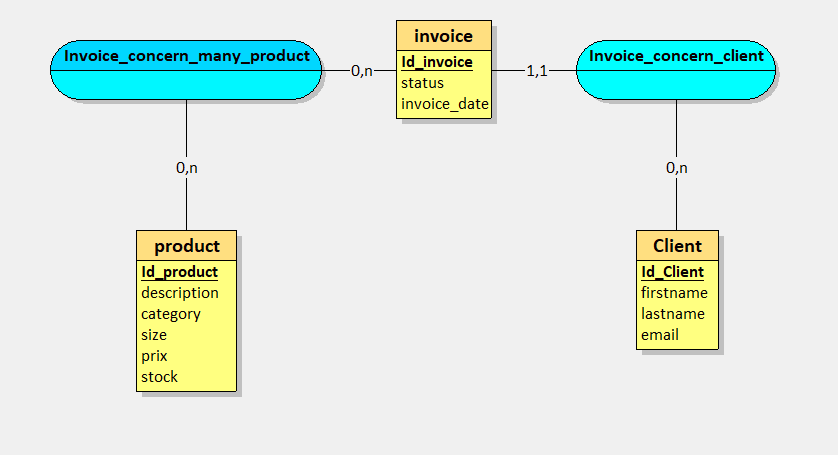 Invoice_concern_many_product
0,n
invoice
Id_invoice
status
invoice_date
1,1
Invoice_concern_client
0,n
0,n
product
Id_product
description
category
size
prix
stock
Client
Id_Client
firstname
lastname
email